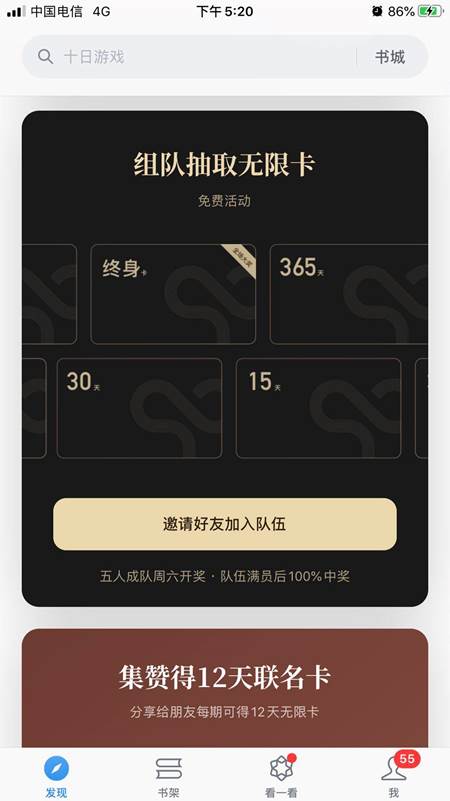 中国电信 4G 下午5:20 86%
十日游戏 书城
组队抽取无限卡
免费活动
终身卡 全场大奖 365天
30天 15天
邀请好友加入队伍
五人成队周六开奖 · 队伍满员后100%中奖
集赞得12天联名卡
分享给朋友每期可得12天无限卡
55
发现 书架 看一看 我